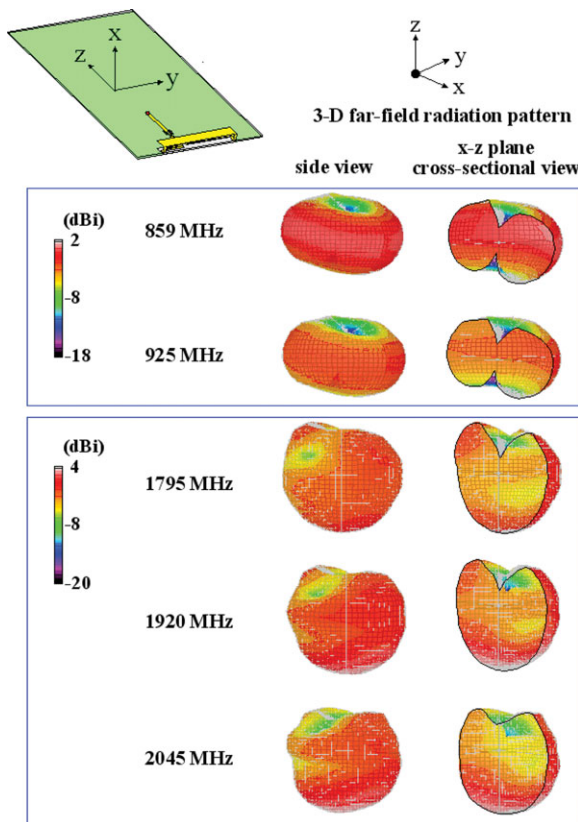 x
z
y
z
y
x
3-D far-field radiation pattern
side view
x-z plane
cross-sectional view
(dBi)
2
-8
-18
859 MHz
925 MHz
(dBi)
4
-8
-20
1795 MHz
1920 MHz
2045 MHz